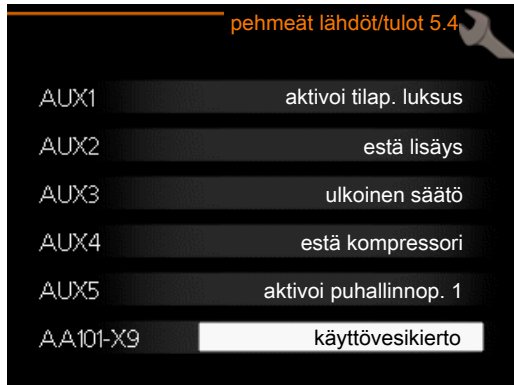 pehmeät lähdöt/tulot 5.4
AUX1 aktivoi tilap. luksus
AUX2 estä lisäys
AUX3 ulkoinen säätö
AUX4 estä kompressori
AUX5 aktivoi puhallinnop. 1
AA101-X9 käyttövesikierto